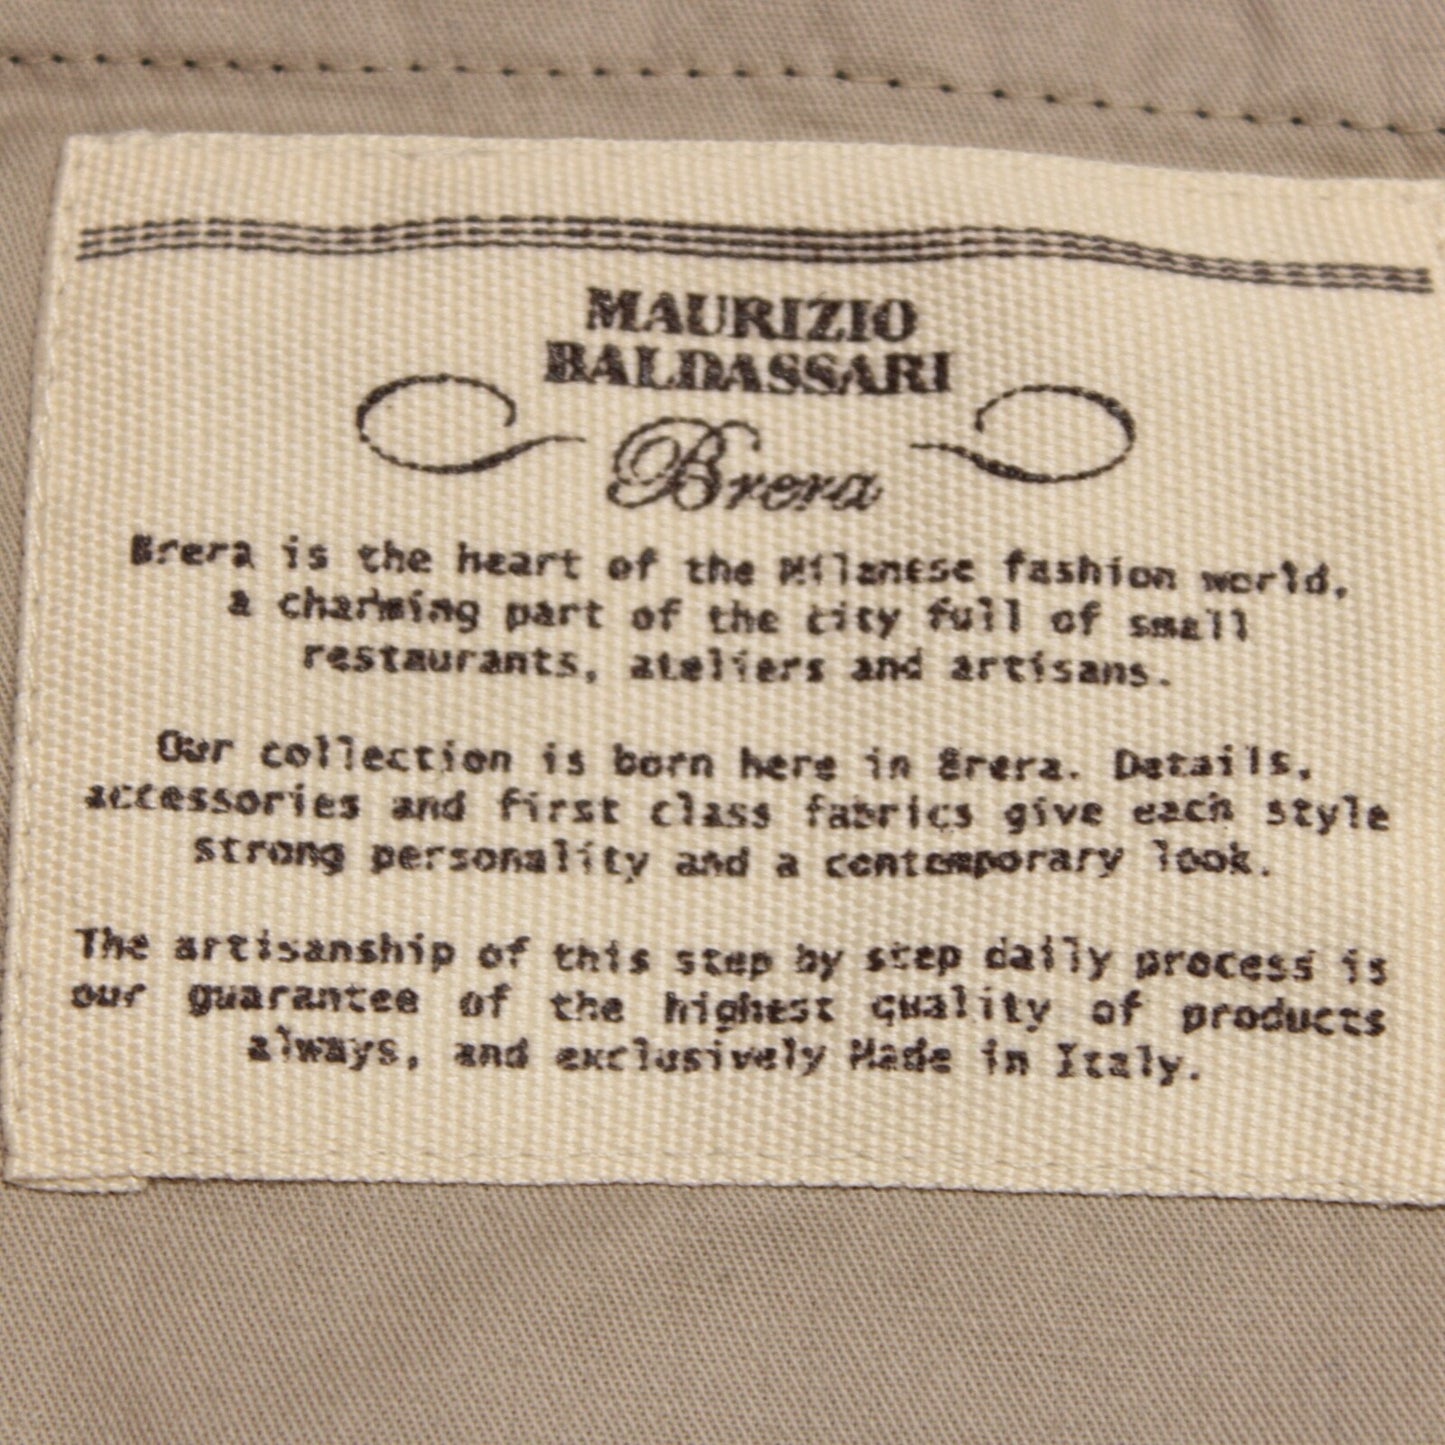 MAURIZIO
BALDASSARI
Brera
Brera is the heart of the Milanese fashion world,
a charming part of the city full of small
restaurants, ateliers and artisans.
Our collection is born here in Brera. Details,
accessories and first class fabrics give each style
strong personality and a contemporary look.
The artisanship of this step by step daily process is
our guarantee of the highest quality of products
always, and exclusively Made in Italy.